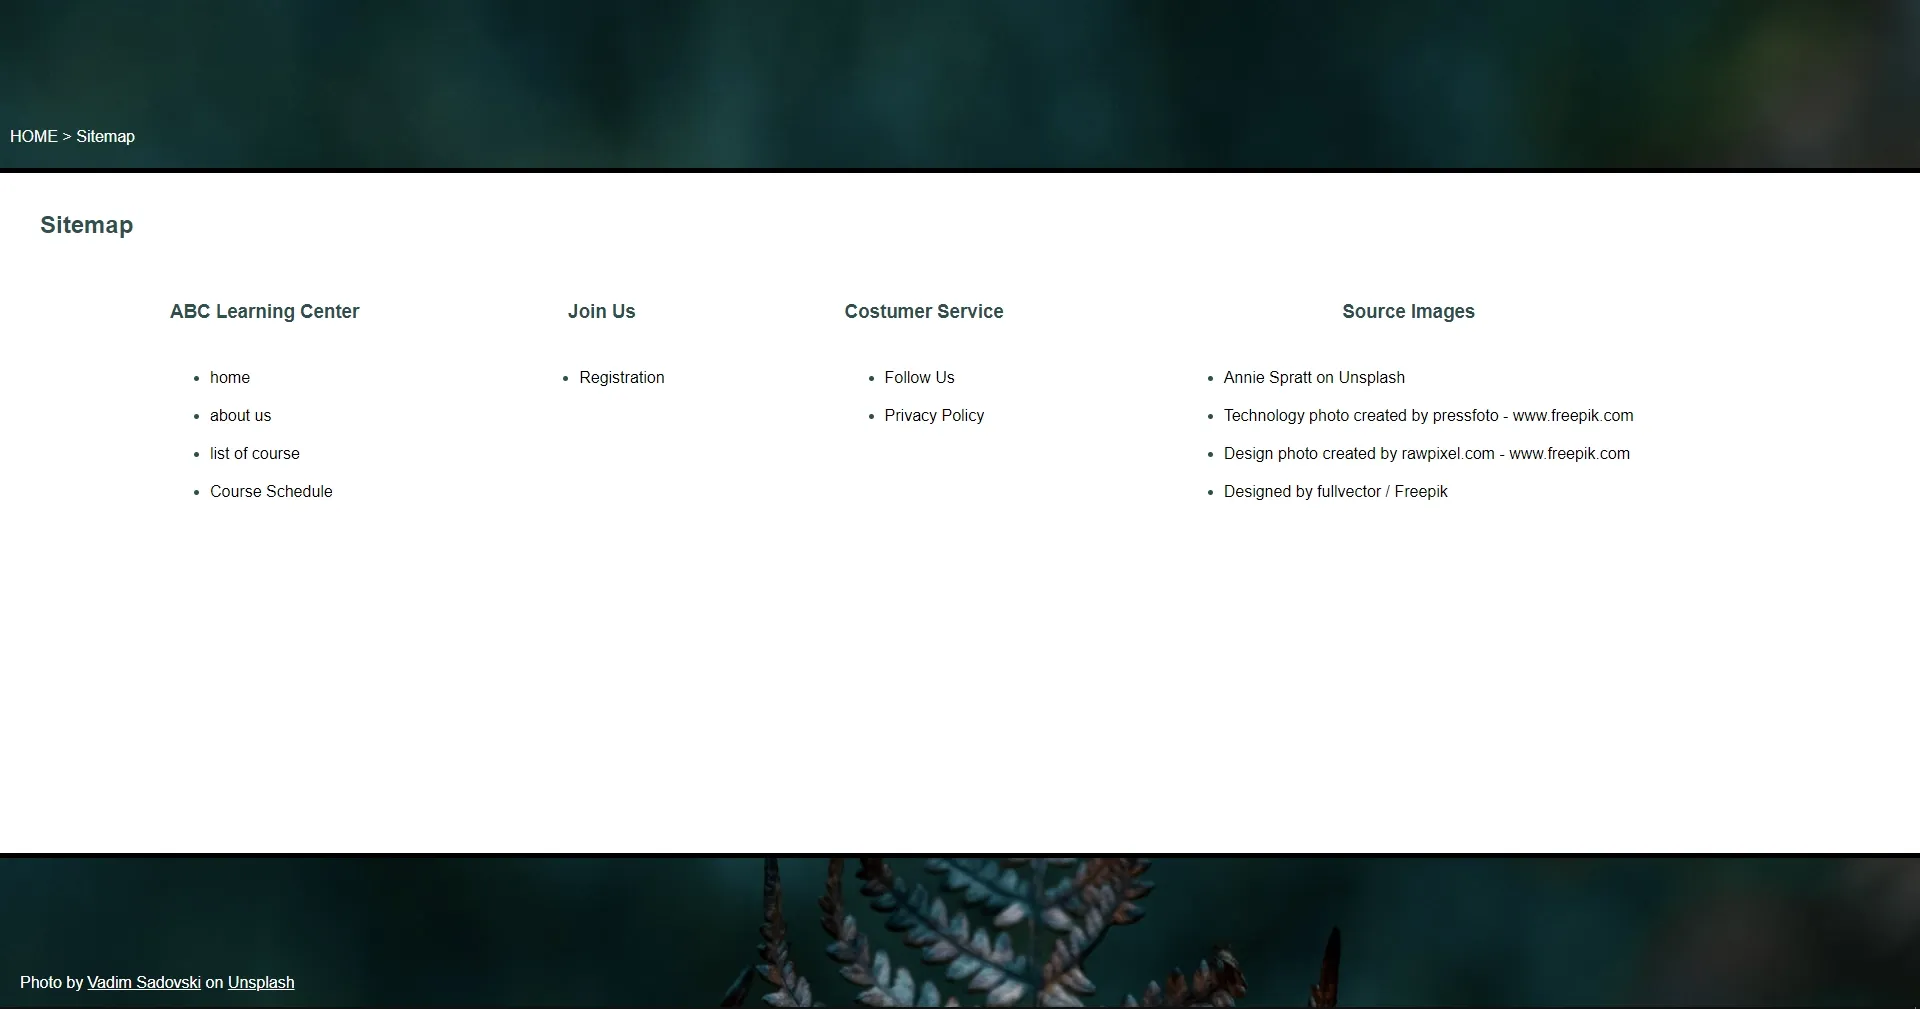 HOME > Sitemap
Sitemap
ABC Learning Center
home
about us
list of course
Course Schedule
Join Us
Registration
Costumer Service
Follow Us
Privacy Policy
Source Images
Annie Spratt on Unsplash
Technology photo created by pressfoto - www.freepik.com
Design photo created by rawpixel.com - www.freepik.com
Designed by fullvector / Freepik
Photo by Vadim Sadovski on Unsplash